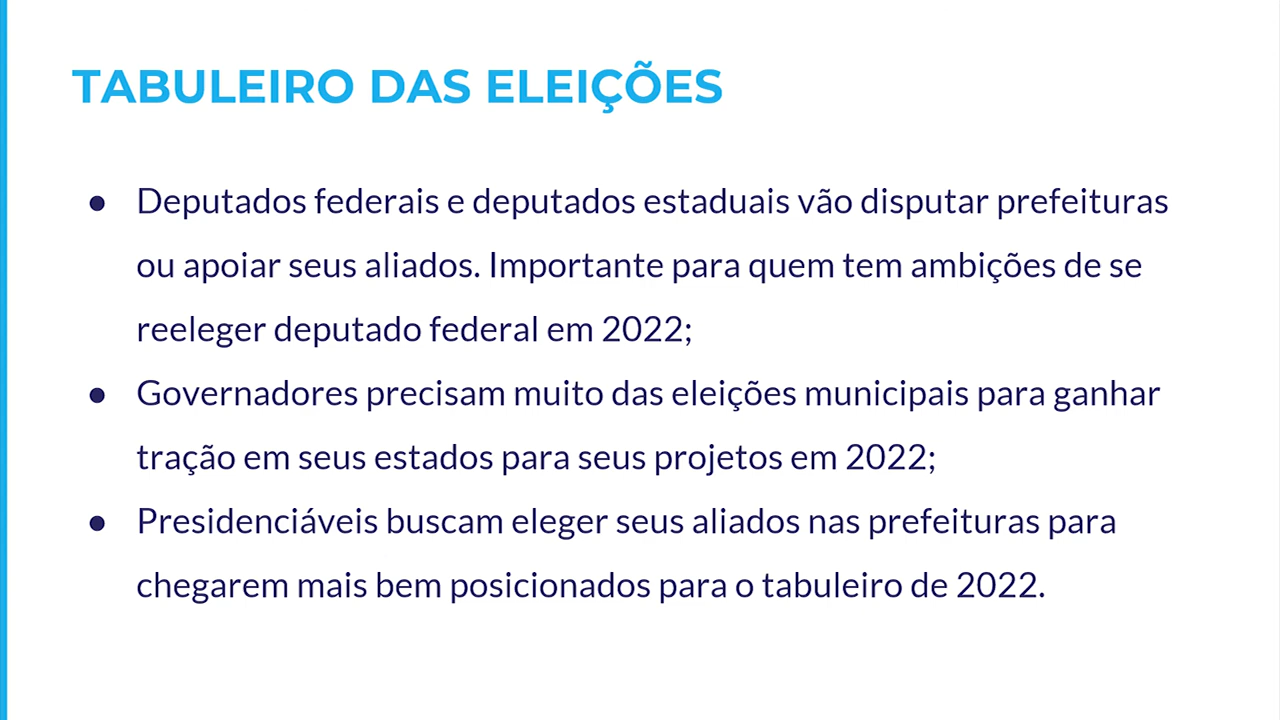 TABULEIRO DAS ELEIÇÕES
● Deputados federais e deputados estaduais vão disputar prefeituras
ou apoiar seus aliados. Importante para quem tem ambições de se
reeleger deputado federal em 2022;
● Governadores precisam muito das eleições municipais para ganhar
tração em seus estados para seus projetos em 2022;
● Presidenciáveis buscam eleger seus aliados nas prefeituras para
chegarem mais bem posicionados para o tabuleiro de 2022.